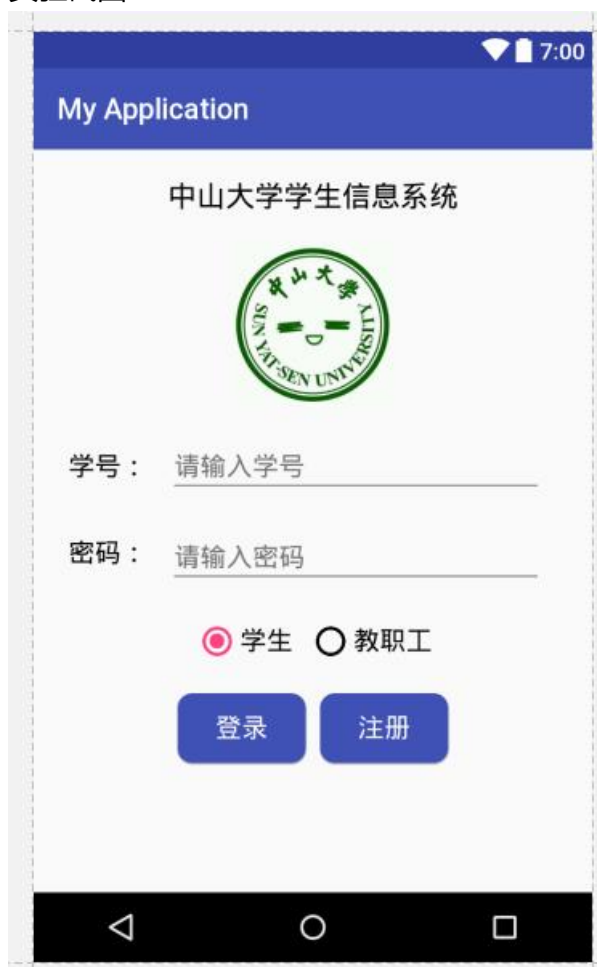 7:00
My Application
中山大学学生信息系统
中山大学
SUN YAT-SEN UNIVERSITY
学号： 请输入学号
密码： 请输入密码
学生 教职工
登录 注册